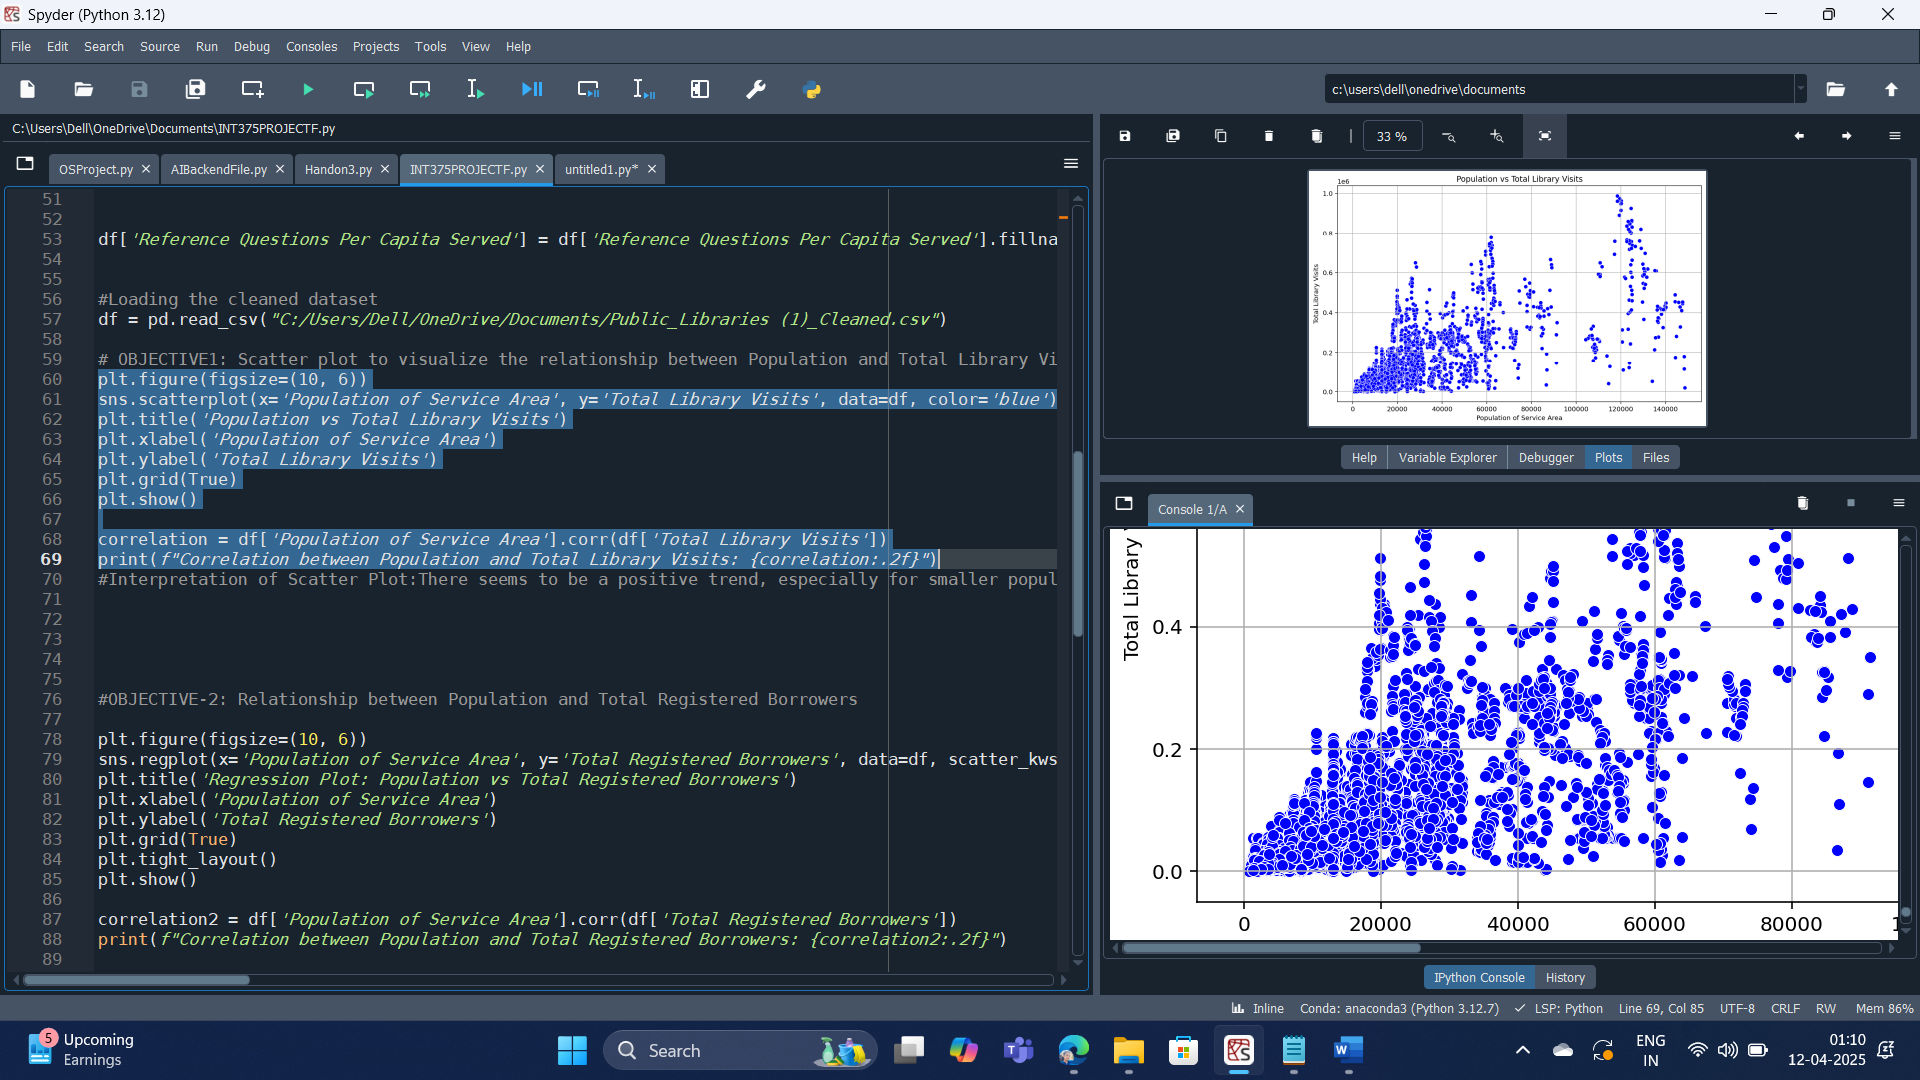 Spyder (Python 3.12)
File Edit Search Source Run Debug Consoles Projects Tools View Help
c:\users\dell\onedrive\documents
C:\Users\Dell\OneDrive\Documents\INT375PROJECTF.py
OSProject.py AIBackendFile.py Handon3.py INT375PROJECTF.py untitled1.py*
51
52
53 df['Reference Questions Per Capita Served'] = df['Reference Questions Per Capita Served'].fillna
54
55
56 #Loading the cleaned dataset
57 df = pd.read_csv("C:/Users/Dell/OneDrive/Documents/Public_Libraries (1)_Cleaned.csv")
58
59 # OBJECTIVE1: Scatter plot to visualize the relationship between Population and Total Library Vi
60 plt.figure(figsize=(10, 6))
61 sns.scatterplot(x='Population of Service Area', y='Total Library Visits', data=df, color='blue')
62 plt.title('Population vs Total Library Visits')
63 plt.xlabel('Population of Service Area')
64 plt.ylabel('Total Library Visits')
65 plt.grid(True)
66 plt.show()
67
68 correlation = df['Population of Service Area'].corr(df['Total Library Visits'])
69 print(f"Correlation between Population and Total Library Visits: {correlation:.2f}")
70 #Interpretation of Scatter Plot:There seems to be a positive trend, especially for smaller popul
71
72
73
74
75
76 #OBJECTIVE-2: Relationship between Population and Total Registered Borrowers
77
78 plt.figure(figsize=(10, 6))
79 sns.regplot(x='Population of Service Area', y='Total Registered Borrowers', data=df, scatter_kws
80 plt.title('Regression Plot: Population vs Total Registered Borrowers')
81 plt.xlabel('Population of Service Area')
82 plt.ylabel('Total Registered Borrowers')
83 plt.grid(True)
84 plt.tight_layout()
85 plt.show()
86
87 correlation2 = df['Population of Service Area'].corr(df['Total Registered Borrowers'])
88 print(f"Correlation between Population and Total Registered Borrowers: {correlation2:.2f}")
89
33 %
Population vs Total Library Visits
1e6
1.0
0.8
0.6
0.4
0.2
0.0
Total Library Visits
0 20000 40000 60000 80000 100000 120000 140000
Population of Service Area
Help Variable Explorer Debugger Plots Files
Console 1/A
Total Library
0.4
0.2
0.0
0 20000 40000 60000 80000 1
IPython Console History
Inline Conda: anaconda3 (Python 3.12.7) LSP: Python Line 69, Col 85 UTF-8 CRLF RW Mem 86%
5
Upcoming
Earnings
Search
ENG
IN
01:10
12-04-2025